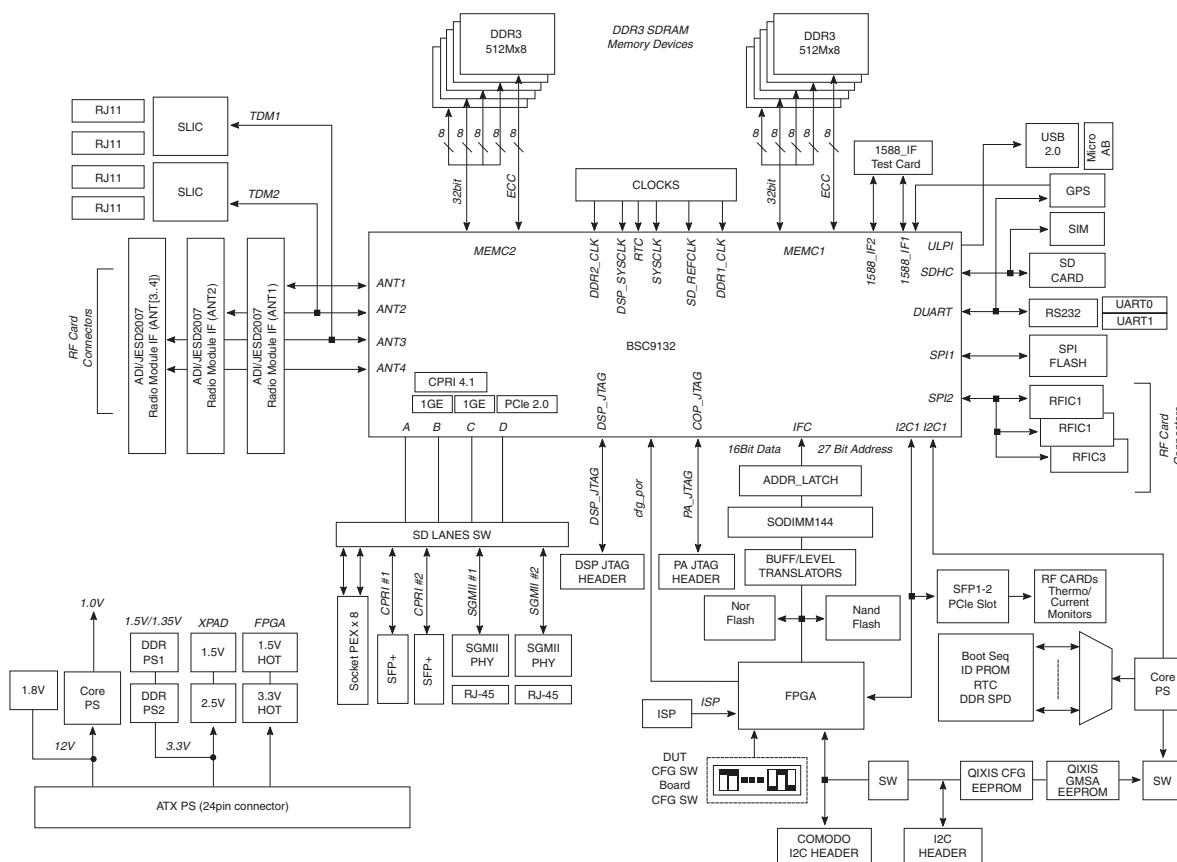 DDR3
512Mx8
DDR3 SDRAM
Memory Devices
DDR3
512Mx8
RJ11
RJ11
SLIC
TDM1
RJ11
RJ11
SLIC
TDM2
8
8
8
8
8
32bit
ECC
CLOCKS
8
8
8
8
8
32bit
ECC
1588_IF
Test Card
USB
2.0
Micro
AB
GPS
SIM
SD
CARD
RS232
UART0
UART1
SPI
FLASH
RFIC1
RFIC1
RFIC3
RF Card
Connectors
RF Card
Connectors
ADI/JESD2007
Radio Module IF (ANT[3..4])
ADI/JESD2007
Radio Module IF (ANT2)
ADI/JESD2007
Radio Module IF (ANT1)
MEMC2
DDR2_CLK
DSP_SYSCLK
RTC
SYSCLK
SD_REFCLK
DDR1_CLK
MEMC1
1588_IF2
1588_IF1
ULPI
SDHC
DUART
SPI1
SPI2
ANT1
ANT2
ANT3
ANT4
BSC9132
CPRI 4.1
1GE
1GE
PCIe 2.0
A
B
C
D
DSP_JTAG
COP_JTAG
IFC
I2C1
I2C1
16Bit Data
27 Bit Address
DSP_JTAG
cfg_por
PA_JTAG
ADDR_LATCH
SODIMM144
BUFF/LEVEL
TRANSLATORS
SD LANES SW
DSP JTAG
HEADER
PA JTAG
HEADER
CPRI #1
CPRI #2
SGMII #1
SGMII #2
Socket PEX x 8
SFP+
SFP+
SGMII
PHY
SGMII
PHY
RJ-45
RJ-45
Nor
Flash
Nand
Flash
SFP1-2
PCIe Slot
RF CARDs
Thermo/
Current
Monitors
Boot Seq
ID PROM
RTC
DDR SPD
Core
PS
FPGA
ISP
ISP
DUT
CFG SW
Board
CFG SW
SW
QIXIS CFG
EEPROM
QIXIS
GMSA
EEPROM
SW
COMODO
I2C HEADER
I2C
HEADER
1.0V
1.5V/1.35V
XPAD
FPGA
1.8V
Core
PS
DDR
PS1
DDR
PS2
1.5V
2.5V
1.5V
HOT
3.3V
HOT
12V
3.3V
ATX PS (24pin connector)